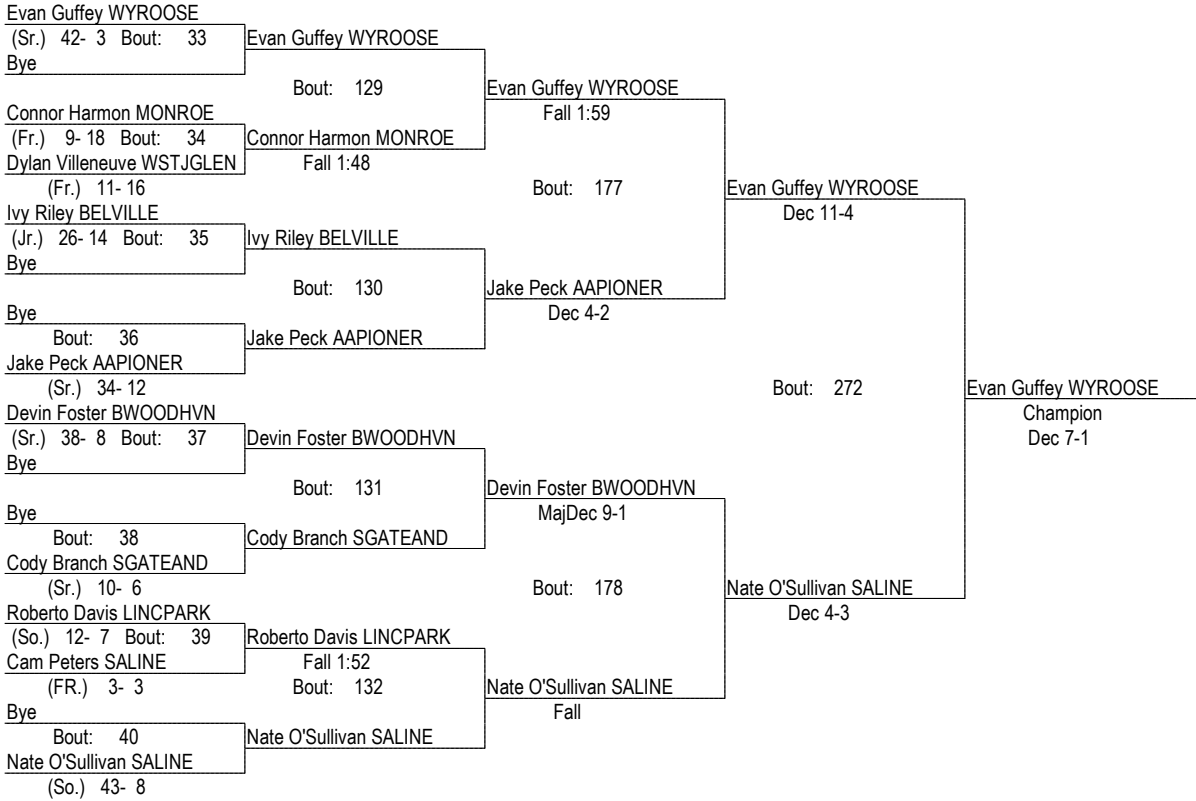 Evan Guffey WYROOSE
(Sr.) 42- 3 Bout: 33
Bye
Evan Guffey WYROOSE
Bout: 129
Connor Harmon MONROE
(Fr.) 9- 18 Bout: 34
Dylan Villeneuve WSTJGLEN
(Fr.) 11- 16
Connor Harmon MONROE
Fall 1:48
Evan Guffey WYROOSE
Fall 1:59
Bout: 177
Ivy Riley BELVILLE
(Jr.) 26- 14 Bout: 35
Bye
Ivy Riley BELVILLE
Bout: 130
Bye
Bout: 36
Jake Peck AAPIONER
(Sr.) 34- 12
Jake Peck AAPIONER
Jake Peck AAPIONER
Dec 4-2
Evan Guffey WYROOSE
Dec 11-4
Bout: 272
Devin Foster BWOODHVN
(Sr.) 38- 8 Bout: 37
Bye
Devin Foster BWOODHVN
Bout: 131
Bye
Bout: 38
Cody Branch SGATEAND
(Sr.) 10- 6
Cody Branch SGATEAND
Devin Foster BWOODHVN
MajDec 9-1
Bout: 178
Roberto Davis LINCPARK
(So.) 12- 7 Bout: 39
Cam Peters SALINE
(FR.) 3- 3
Roberto Davis LINCPARK
Fall 1:52
Bout: 132
Bye
Bout: 40
Nate O'Sullivan SALINE
(So.) 43- 8
Nate O'Sullivan SALINE
Nate O'Sullivan SALINE
Fall
Nate O'Sullivan SALINE
Dec 4-3
Evan Guffey WYROOSE
Champion
Dec 7-1